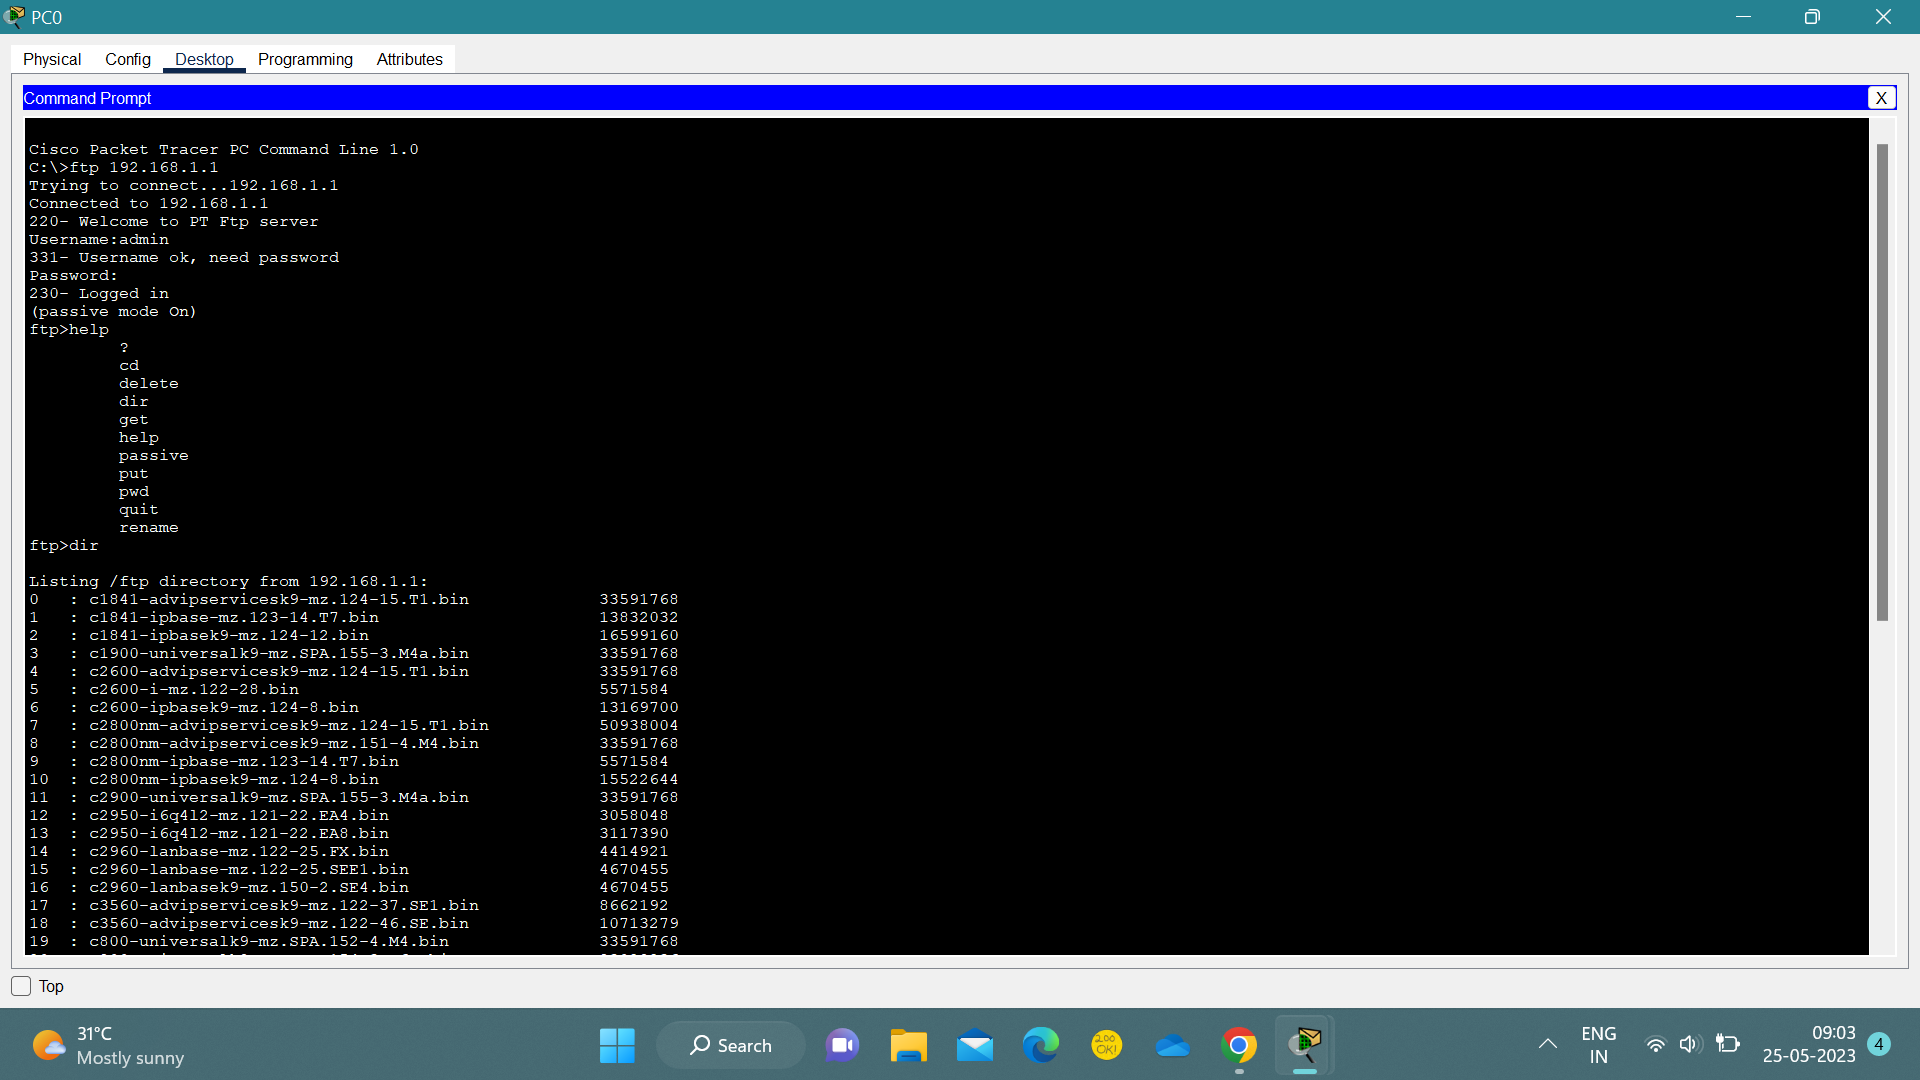 PC0
Physical Config Desktop Programming Attributes
Command Prompt X
Cisco Packet Tracer PC Command Line 1.0
C:\>ftp 192.168.1.1
Trying to connect...192.168.1.1
Connected to 192.168.1.1
220- Welcome to PT Ftp server
Username:admin
331- Username ok, need password
Password:
230- Logged in
(passive mode On)
ftp>help
?
cd
delete
dir
get
help
passive
put
pwd
quit
rename
ftp>dir
Listing /ftp directory from 192.168.1.1:
0 : c1841-advipservicesk9-mz.124-15.T1.bin 33591768
1 : c1841-ipbase-mz.123-14.T7.bin 13832032
2 : c1841-ipbasek9-mz.124-12.bin 16599160
3 : c1900-universalk9-mz.SPA.155-3.M4a.bin 33591768
4 : c2600-advipservicesk9-mz.124-15.T1.bin 33591768
5 : c2600-i-mz.122-28.bin 5571584
6 : c2600-ipbasek9-mz.124-8.bin 13169700
7 : c2800nm-advipservicesk9-mz.124-15.T1.bin 50938004
8 : c2800nm-advipservicesk9-mz.151-4.M4.bin 33591768
9 : c2800nm-ipbase-mz.123-14.T7.bin 5571584
10 : c2800nm-ipbasek9-mz.124-8.bin 15522644
11 : c2900-universalk9-mz.SPA.155-3.M4a.bin 33591768
12 : c2950-i6q4l2-mz.121-22.EA4.bin 3058048
13 : c2950-i6q4l2-mz.121-22.EA8.bin 3117390
14 : c2960-lanbase-mz.122-25.FX.bin 4414921
15 : c2960-lanbase-mz.122-25.SEE1.bin 4670455
16 : c2960-lanbasek9-mz.150-2.SE4.bin 4670455
17 : c3560-advipservicesk9-mz.122-37.SE1.bin 8662192
18 : c3560-advipservicesk9-mz.122-46.SE.bin 10713279
19 : c800-universalk9-mz.SPA.152-4.M4.bin 33591768
Top
31°C
Mostly sunny
Search
200
OK!
ENG
IN
09:03
25-05-2023
4